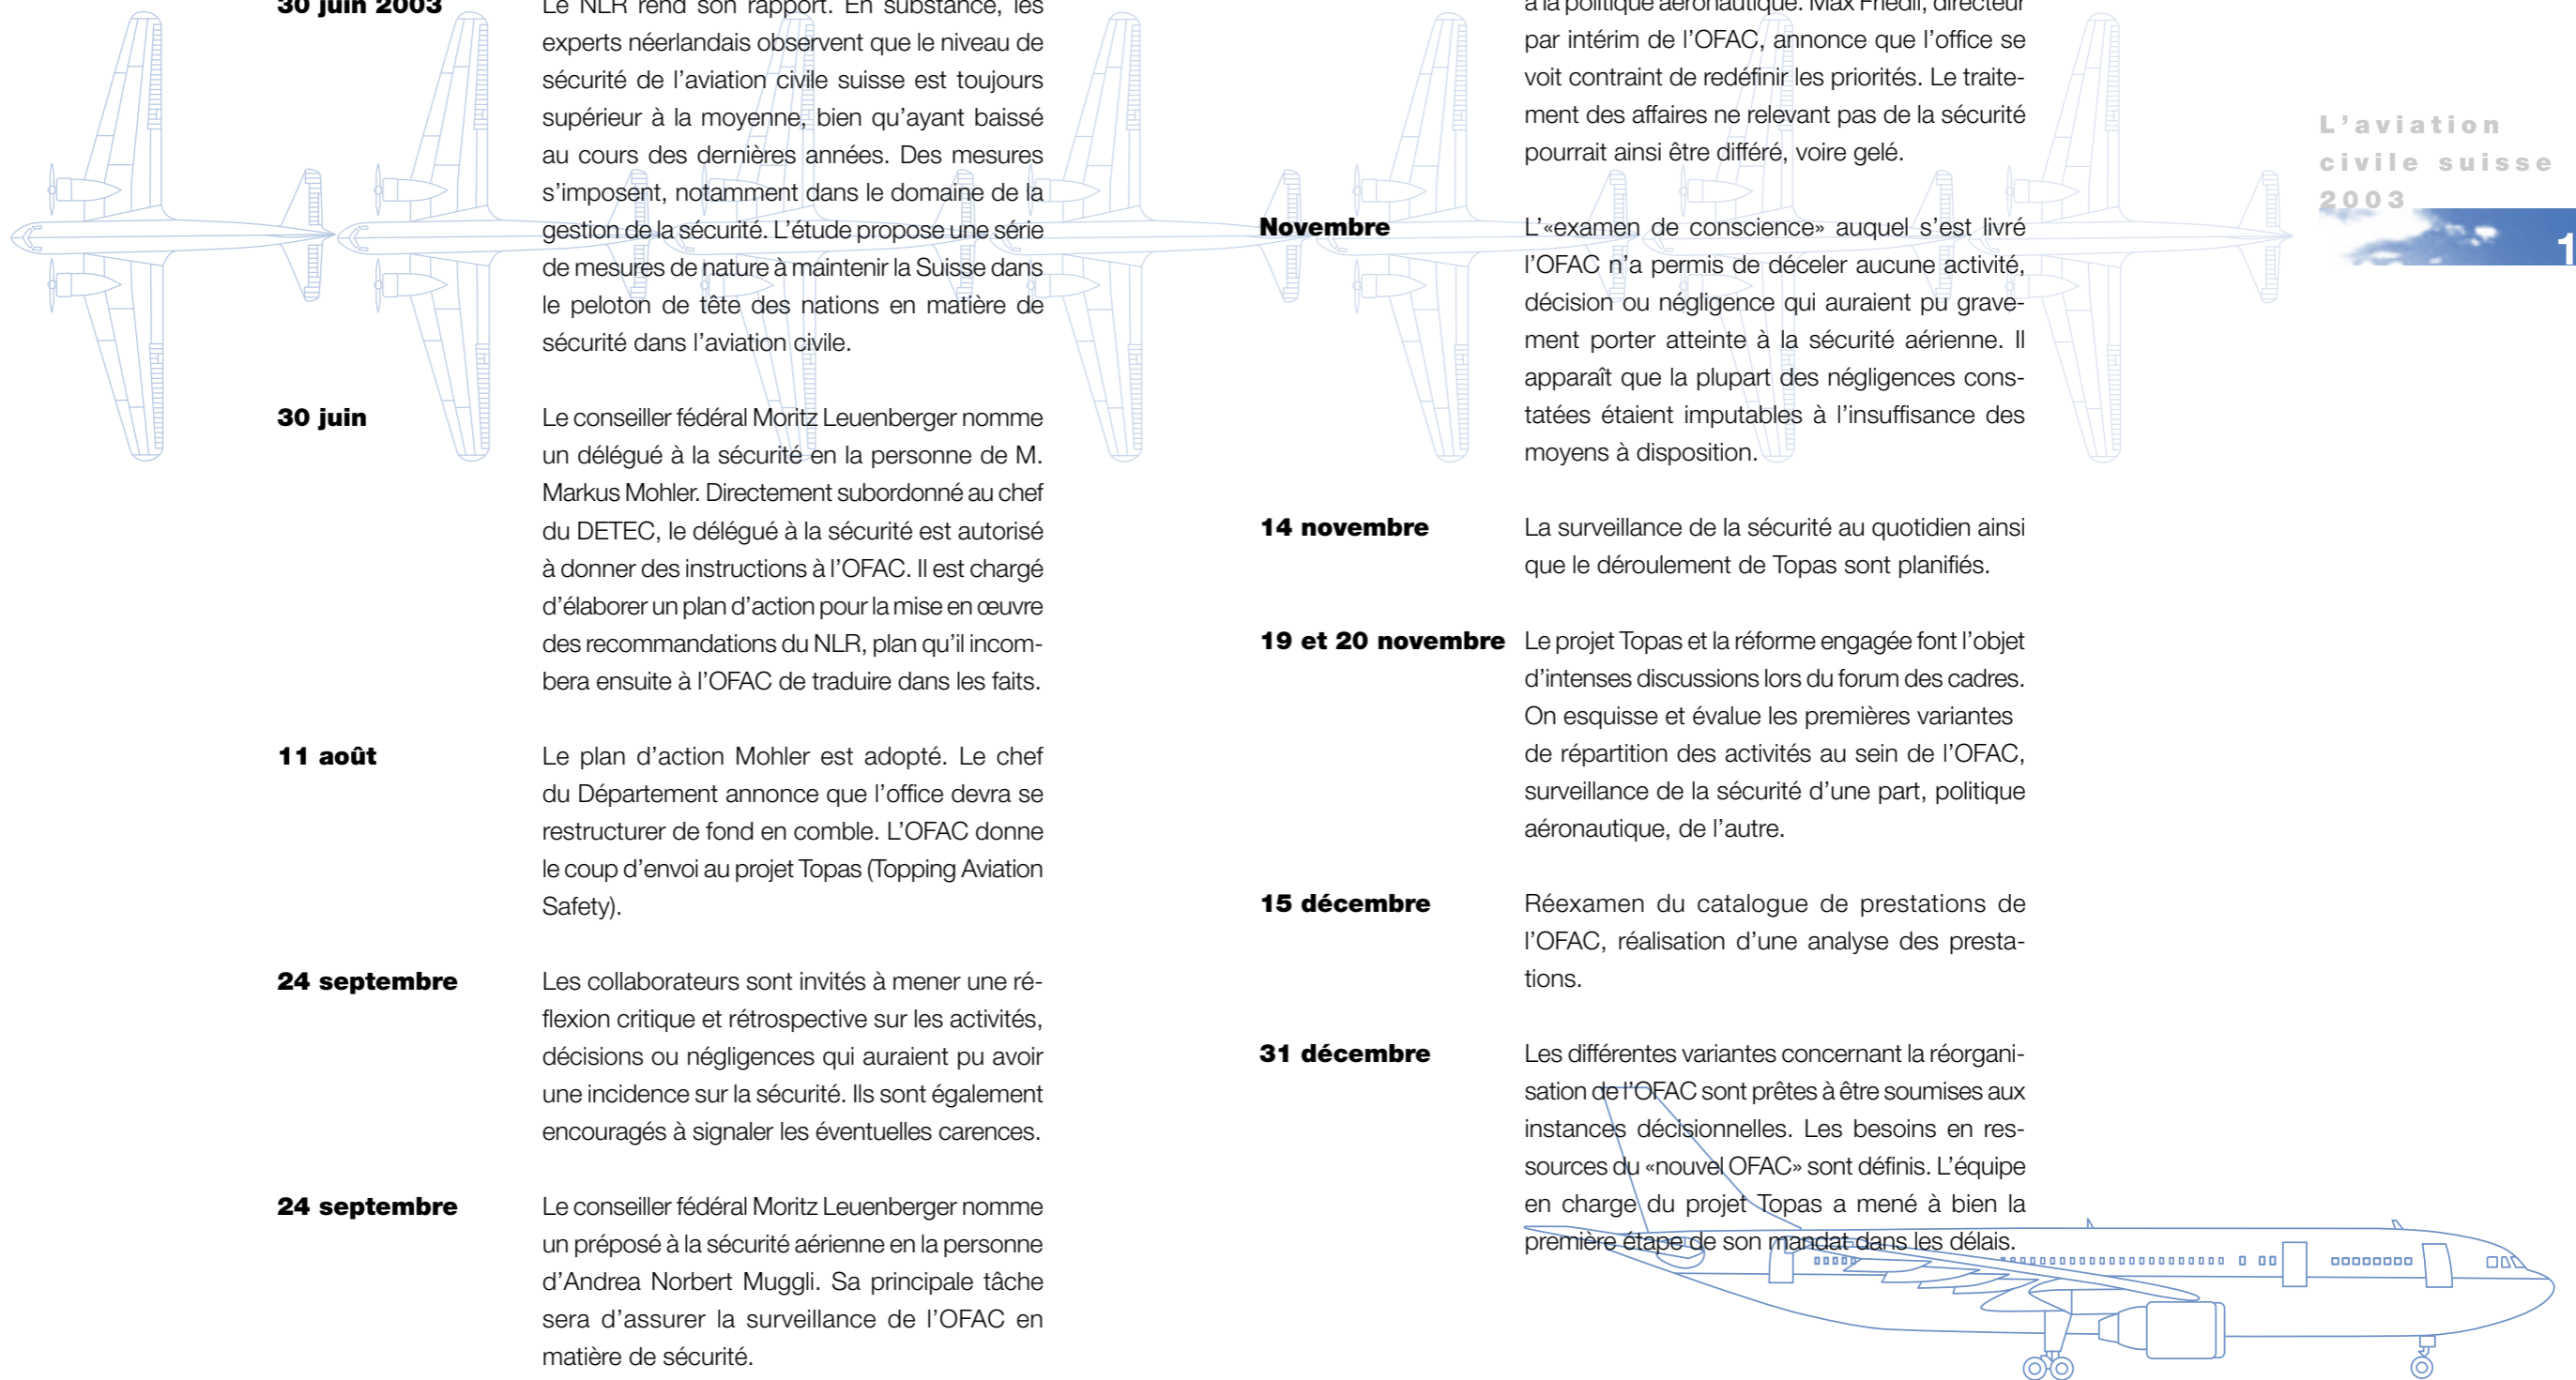 30 juin 2003
Le NLR rend son rapport. En substance, les
experts néerlandais observent que le niveau de
sécurité de l'aviation civile suisse est toujours
supérieur à la moyenne, bien qu'ayant baissé
au cours des dernières années. Des mesures
s'imposent, notamment dans le domaine de la
gestion de la sécurité. L'étude propose une série
de mesures de nature à maintenir la Suisse dans
le peloton de tête des nations en matière de
sécurité dans l'aviation civile.
30 juin
Le conseiller fédéral Moritz Leuenberger nomme
un délégué à la sécurité en la personne de M.
Markus Mohler. Directement subordonné au chef
du DETEC, le délégué à la sécurité est autorisé
à donner des instructions à l'OFAC. Il est chargé
d'élaborer un plan d'action pour la mise en œuvre
des recommandations du NLR, plan qu'il incom-
bera ensuite à l'OFAC de traduire dans les faits.
11 août
Le plan d'action Mohler est adopté. Le chef
du Département annonce que l'office devra se
restructurer de fond en comble. L'OFAC donne
le coup d'envoi au projet Topas (Topping Aviation
Safety).
24 septembre
Les collaborateurs sont invités à mener une ré-
flexion critique et rétrospective sur les activités,
décisions ou négligences qui auraient pu avoir
une incidence sur la sécurité. Ils sont également
encouragés à signaler les éventuelles carences.
24 septembre
Le conseiller fédéral Moritz Leuenberger nomme
un préposé à la sécurité aérienne en la personne
d'Andrea Norbert Muggli. Sa principale tâche
sera d'assurer la surveillance de l'OFAC en
matière de sécurité.
à la politique aéronautique. Max Friedli, directeur
par intérim de l'OFAC, annonce que l'office se
voit contraint de redéfinir les priorités. Le traite-
ment des affaires ne relevant pas de la sécurité
pourrait ainsi être différé, voire gelé.
Novembre
L'«examen de conscience» auquel s'est livré
l'OFAC n'a permis de déceler aucune activité,
décision ou négligence qui auraient pu grave-
ment porter atteinte à la sécurité aérienne. Il
apparaît que la plupart des négligences cons-
tatées étaient imputables à l'insuffisance des
moyens à disposition.
14 novembre
La surveillance de la sécurité au quotidien ainsi
que le déroulement de Topas sont planifiés.
19 et 20 novembre
Le projet Topas et la réforme engagée font l'objet
d'intenses discussions lors du forum des cadres.
On esquisse et évalue les premières variantes
de répartition des activités au sein de l'OFAC,
surveillance de la sécurité d'une part, politique
aéronautique, de l'autre.
15 décembre
Réexamen du catalogue de prestations de
l'OFAC, réalisation d'une analyse des presta-
tions.
31 décembre
Les différentes variantes concernant la réorgani-
sation de l'OFAC sont prêtes à être soumises aux
instances décisionnelles. Les besoins en res-
sources du «nouvel OFAC» sont définis. L'équipe
en charge du projet Topas a mené à bien la
première étape de son mandat dans les délais.
L'aviation
civile suisse
2003
1